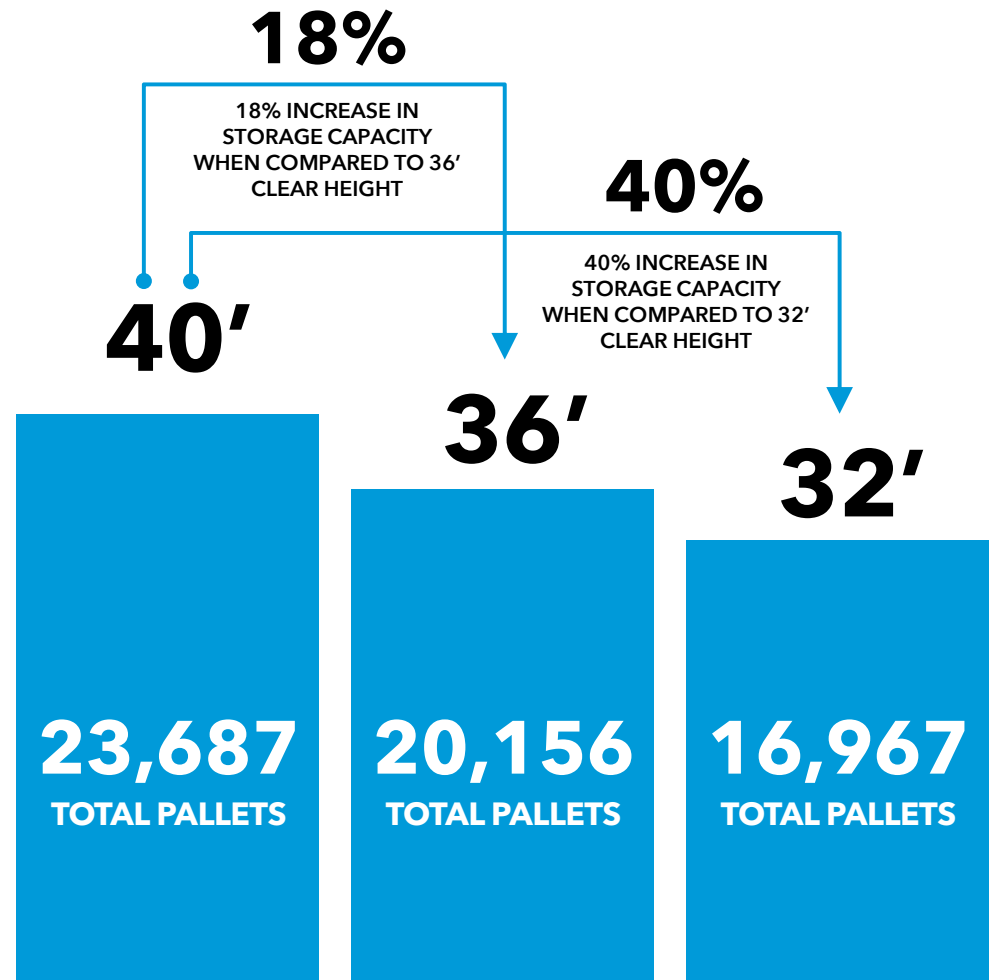 18%
18% INCREASE IN
STORAGE CAPACITY
WHEN COMPARED TO 36’
CLEAR HEIGHT
40%
40% INCREASE IN
STORAGE CAPACITY
WHEN COMPARED TO 32’
CLEAR HEIGHT
40’
36’
32’
23,687
TOTAL PALLETS
20,156
TOTAL PALLETS
16,967
TOTAL PALLETS